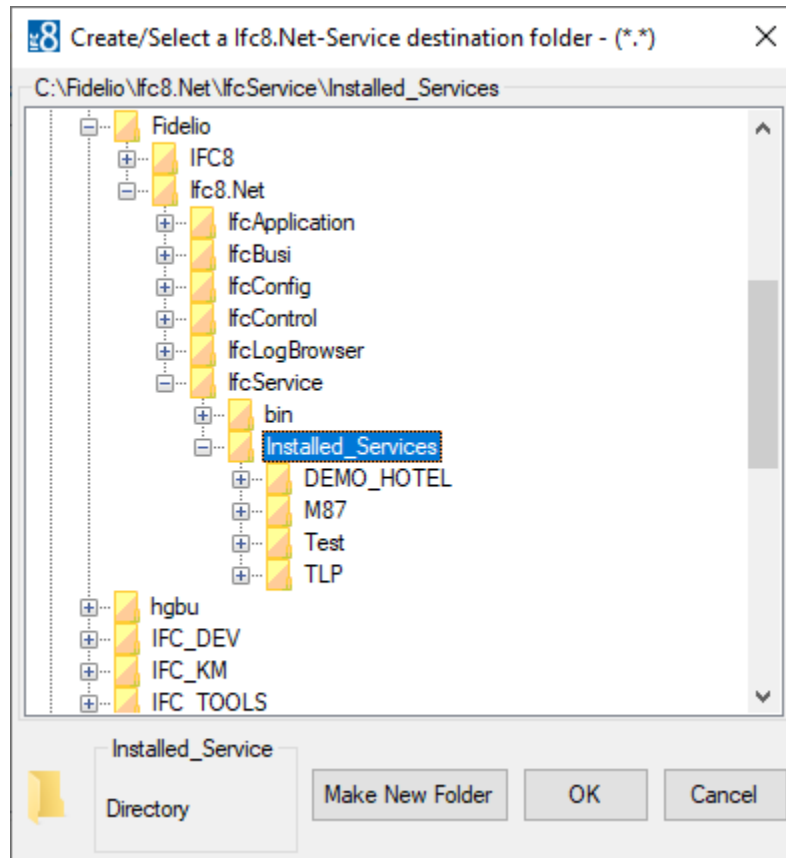 IFC8 Create/Select a Ifc8.Net-Service destination folder - (*.*)
C:\Fidelio\Ifc8.Net\IfcService\Installed_Services
Fidelio
IFC8
Ifc8.Net
IfcApplication
IfcBusi
IfcConfig
IfcControl
IfcLogBrowser
IfcService
bin
Installed_Services
DEMO_HOTEL
M87
Test
TLP
hgbu
IFC_DEV
IFC_KM
IFC_TOOLS
Installed_Service
Directory
Make New Folder
OK
Cancel